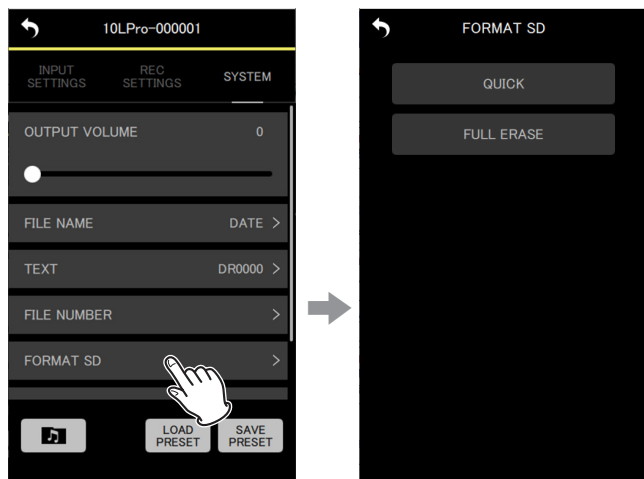 10LPro-000001
INPUT
SETTINGS
REC
SETTINGS
SYSTEM
OUTPUT VOLUME 0
FILE NAME DATE >
TEXT DR0000 >
FILE NUMBER >
FORMAT SD >
LOAD
PRESET
SAVE
PRESET
FORMAT SD
QUICK
FULL ERASE